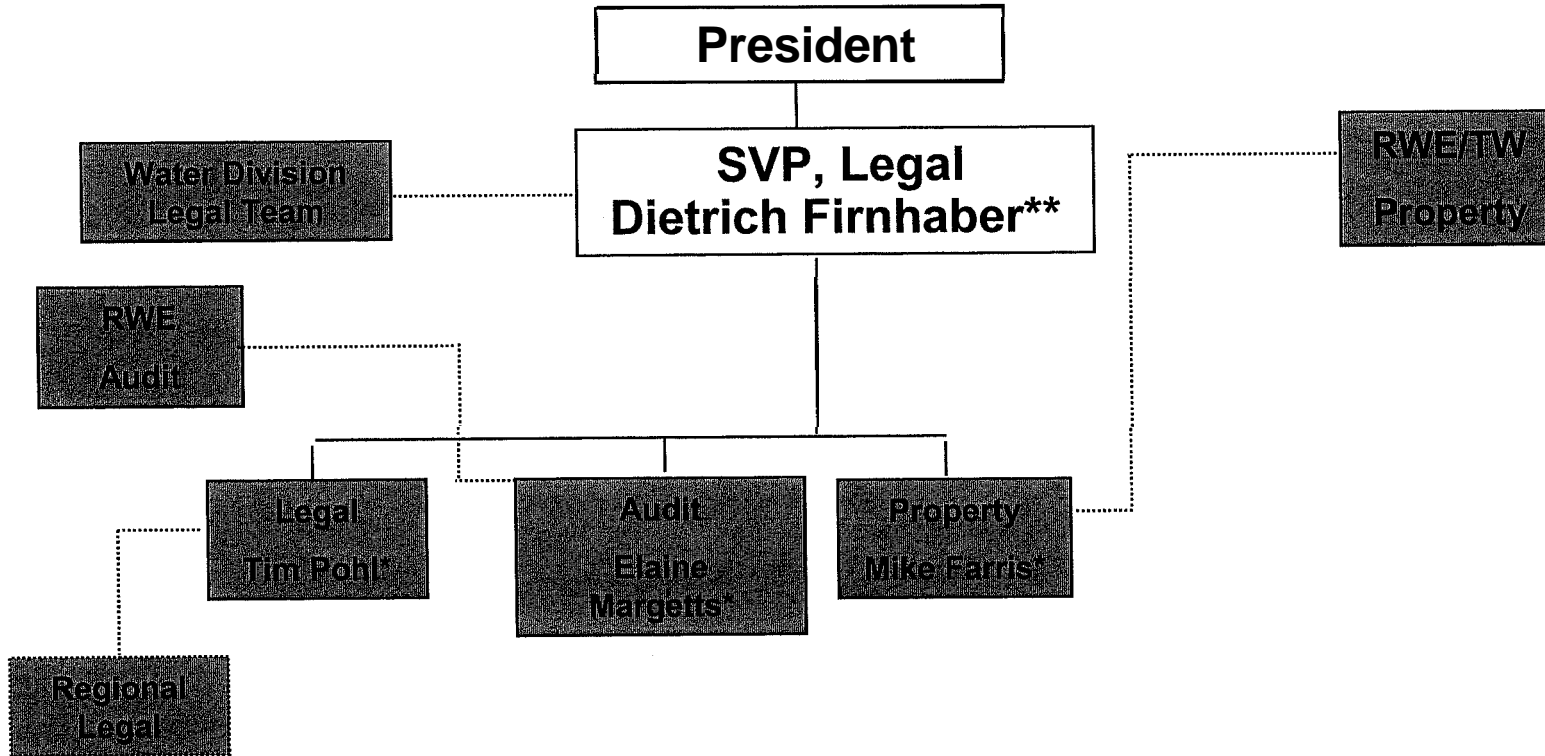 President
SVP, Legal
Dietrich Firnhaber**
Water Division
Legal Team
RWE/TW
Property
RWE
Audit
Legal
Tim Pohl*
Audit
Elaine
Margetts*
Property
Mike Farris*
Regional
Legal